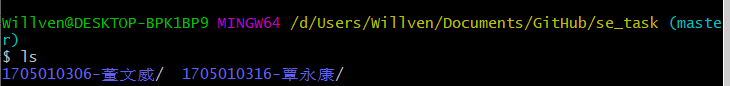 Willven@DESKTOP-BPK1BP9 MINGW64 /d/Users/Willven/Documents/GitHub/se_task (maste
r)
$ ls
1705010306-董文威/  1705010316-覃永康/